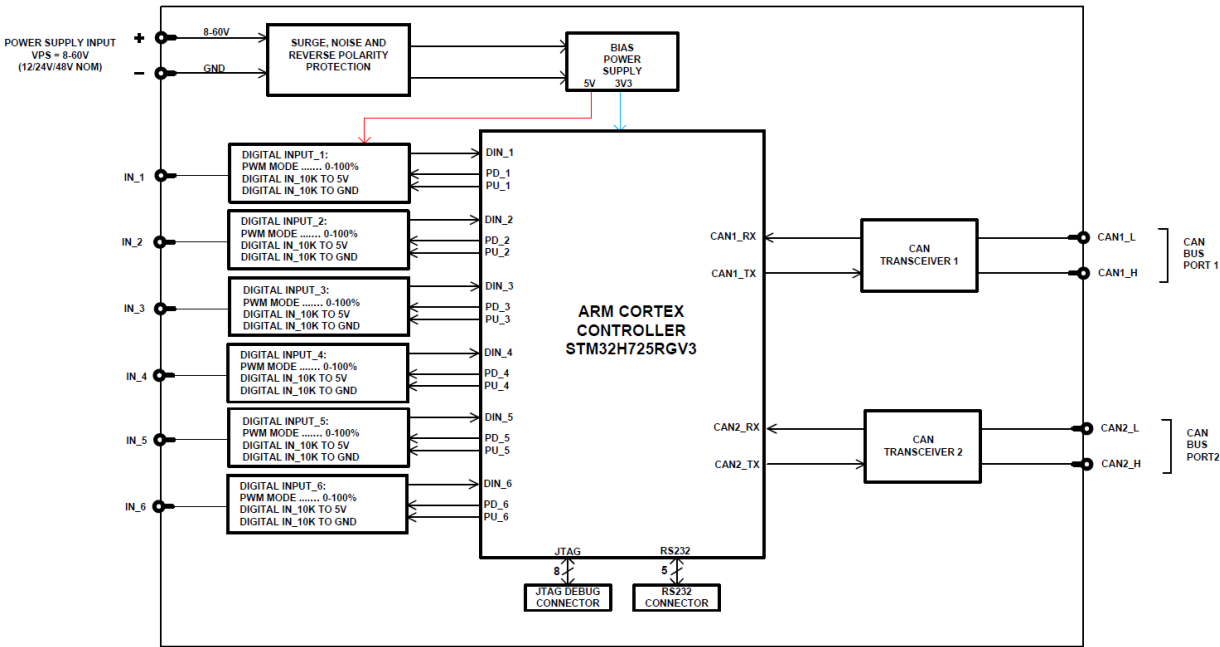 POWER SUPPLY INPUT
VPS = 8-60V
(12/24V/48V NOM)
+
8-60V
−
GND
SURGE, NOISE AND
REVERSE POLARITY
PROTECTION
BIAS
POWER
SUPPLY
5V 3V3
IN_1
DIGITAL INPUT_1:
PWM MODE ....... 0-100%
DIGITAL IN_10K TO 5V
DIGITAL IN_10K TO GND
DIN_1
PD_1
PU_1
IN_2
DIGITAL INPUT_2:
PWM MODE ....... 0-100%
DIGITAL IN_10K TO 5V
DIGITAL IN_10K TO GND
DIN_2
PD_2
PU_2
IN_3
DIGITAL INPUT_3:
PWM MODE ....... 0-100%
DIGITAL IN_10K TO 5V
DIGITAL IN_10K TO GND
DIN_3
PD_3
PU_3
IN_4
DIGITAL INPUT_4:
PWM MODE ....... 0-100%
DIGITAL IN_10K TO 5V
DIGITAL IN_10K TO GND
DIN_4
PD_4
PU_4
IN_5
DIGITAL INPUT_5:
PWM MODE ....... 0-100%
DIGITAL IN_10K TO 5V
DIGITAL IN_10K TO GND
DIN_5
PD_5
PU_5
IN_6
DIGITAL INPUT_6:
PWM MODE ....... 0-100%
DIGITAL IN_10K TO 5V
DIGITAL IN_10K TO GND
DIN_6
PD_6
PU_6
ARM CORTEX
CONTROLLER
STM32H725RGV3
CAN1_RX
CAN1_TX
CAN
TRANSCEIVER 1
CAN1_L
CAN1_H
CAN
BUS
PORT 1
CAN2_RX
CAN2_TX
CAN
TRANSCEIVER 2
CAN2_L
CAN2_H
CAN
BUS
PORT2
JTAG
8
JTAG DEBUG
CONNECTOR
RS232
5
RS232
CONNECTOR